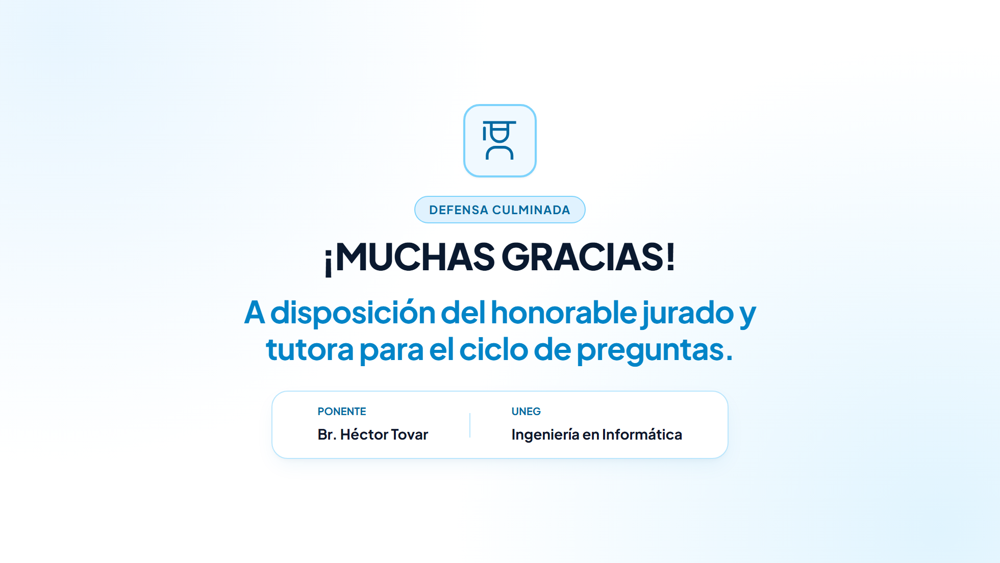 DEFENSA CULMINADA
¡MUCHAS GRACIAS!
A disposición del honorable jurado y
tutora para el ciclo de preguntas.
PONENTE
Br. Héctor Tovar
UNEG
Ingeniería en Informática